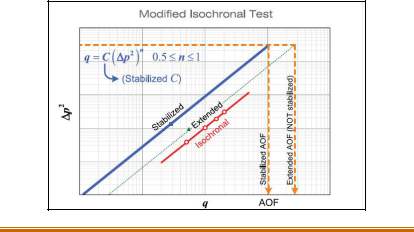 Modified Isochronal Test
q = C(Δp²)ⁿ 0.5 ≤ n ≤ 1
(Stabilized C)
Stabilized
Extended
Isochronal
Δp²
Stabilized AOF
Extended AOF (NOT stabilized)
q
AOF